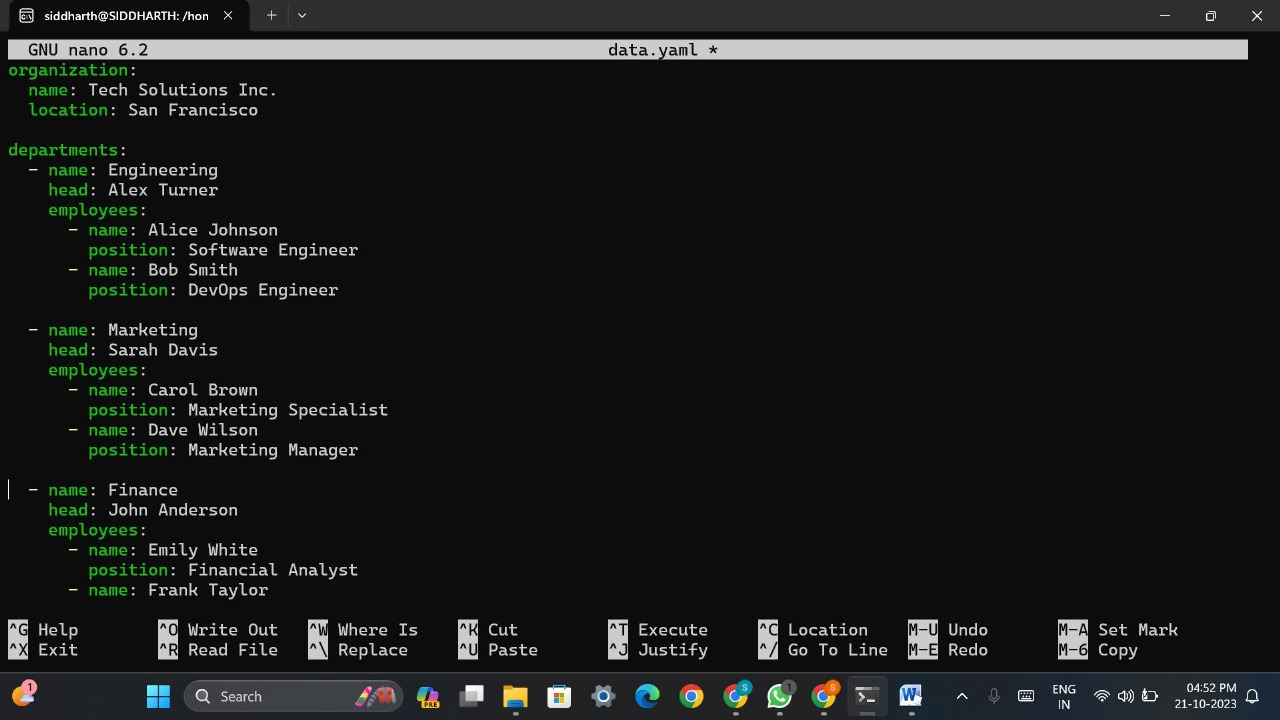 siddharth@SIDDHARTH: /hon
GNU nano 6.2 data.yaml *
organization:
  name: Tech Solutions Inc.
  location: San Francisco

departments:
  - name: Engineering
    head: Alex Turner
    employees:
      - name: Alice Johnson
        position: Software Engineer
      - name: Bob Smith
        position: DevOps Engineer

  - name: Marketing
    head: Sarah Davis
    employees:
      - name: Carol Brown
        position: Marketing Specialist
      - name: Dave Wilson
        position: Marketing Manager

  - name: Finance
    head: John Anderson
    employees:
      - name: Emily White
        position: Financial Analyst
      - name: Frank Taylor
^G Help ^O Write Out ^W Where Is ^K Cut ^T Execute ^C Location M-U Undo M-A Set Mark
^X Exit ^R Read File ^\ Replace ^U Paste ^J Justify ^/ Go To Line M-E Redo M-6 Copy
1 Search PRE S 1 S W ENG 04:52 PM
IN 21-10-2023